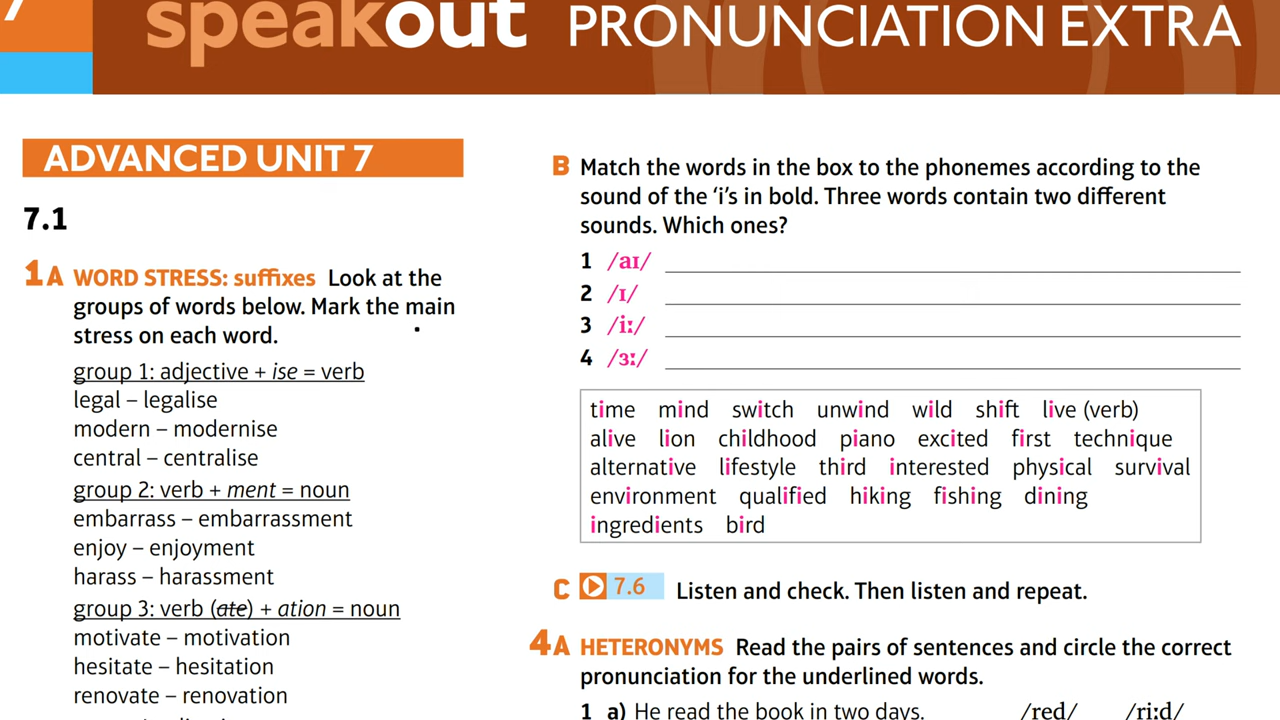 7
speakout PRONUNCIATION EXTRA
ADVANCED UNIT 7
7.1
1A WORD STRESS: suffixes Look at the
groups of words below. Mark the main
stress on each word.
group 1: adjective + ise = verb
legal – legalise
modern – modernise
central – centralise
group 2: verb + ment = noun
embarrass – embarrassment
enjoy – enjoyment
harass – harassment
group 3: verb (ate) + ation = noun
motivate – motivation
hesitate – hesitation
renovate – renovation
B Match the words in the box to the phonemes according to the
sound of the ‘i’s in bold. Three words contain two different
sounds. Which ones?
1 /aɪ/
2 /ɪ/
3 /iː/
4 /ɜː/
time mind switch unwind wild shift live (verb)
alive lion childhood piano excited first technique
alternative lifestyle third interested physical survival
environment qualified hiking fishing dining
ingredients bird
C 7.6 Listen and check. Then listen and repeat.
4A HETERONYMS Read the pairs of sentences and circle the correct
pronunciation for the underlined words.
1 a) He read the book in two days. /red/ /riːd/